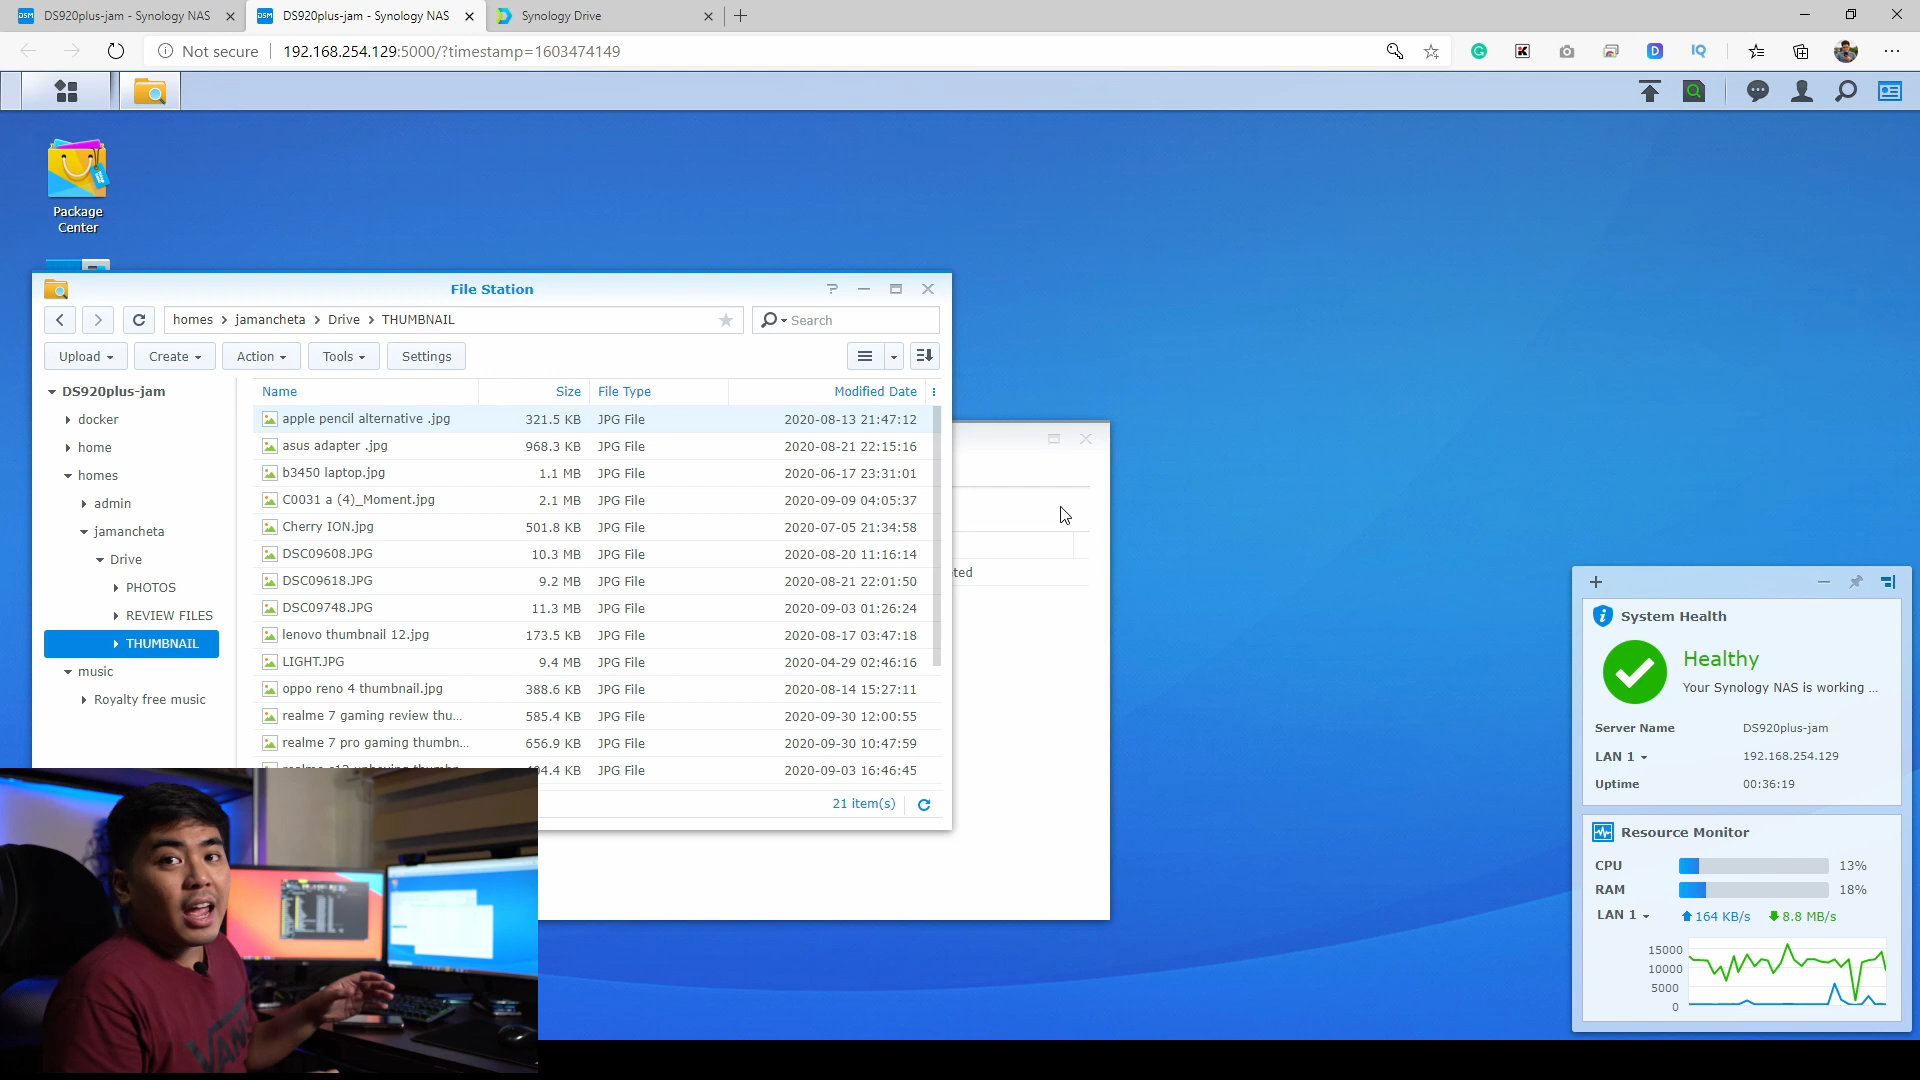 DS920plus-jam - Synology NAS
DS920plus-jam - Synology NAS
Synology Drive
Not secure
192.168.254.129:5000/?timestamp=1603474149
Package
Center
File Station
homes jamancheta Drive THUMBNAIL
Search
Upload Create Action Tools Settings
DS920plus-jam
docker
home
homes
admin
jamancheta
Drive
PHOTOS
REVIEW FILES
THUMBNAIL
music
Royalty free music
Name Size File Type Modified Date
apple pencil alternative .jpg 321.5 KB JPG File 2020-08-13 21:47:12
asus adapter .jpg 968.3 KB JPG File 2020-08-21 22:15:16
b3450 laptop.jpg 1.1 MB JPG File 2020-06-17 23:31:01
C0031 a (4)_Moment.jpg 2.1 MB JPG File 2020-09-09 04:05:37
Cherry ION.jpg 501.8 KB JPG File 2020-07-05 21:34:58
DSC09608.JPG 10.3 MB JPG File 2020-08-20 11:16:14
DSC09618.JPG 9.2 MB JPG File 2020-08-21 22:01:50
DSC09748.JPG 11.3 MB JPG File 2020-09-03 01:26:24
lenovo thumbnail 12.jpg 173.5 KB JPG File 2020-08-17 03:47:18
LIGHT.JPG 9.4 MB JPG File 2020-04-29 02:46:16
oppo reno 4 thumbnail.jpg 388.6 KB JPG File 2020-08-14 15:27:11
realme 7 gaming review thu... 585.4 KB JPG File 2020-09-30 12:00:55
realme 7 pro gaming thumbn... 656.9 KB JPG File 2020-09-30 10:47:59
JPG File 2020-09-03 16:46:45
21 item(s)
ted
System Health
Healthy
Your Synology NAS is working ...
Server Name DS920plus-jam
LAN 1 192.168.254.129
Uptime 00:36:19
Resource Monitor
CPU 13%
RAM 18%
LAN 1 164 KB/s 8.8 MB/s
15000
10000
5000
0
VANS